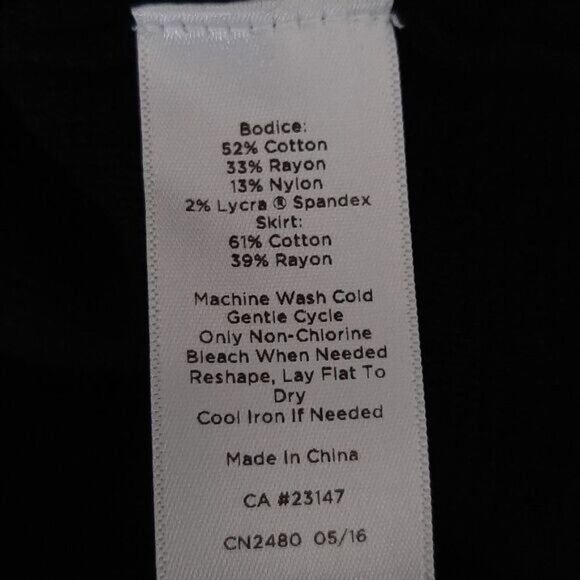 Bodice:
52% Cotton
33% Rayon
13% Nylon
2% Lycra ® Spandex
Skirt:
61% Cotton
39% Rayon
Machine Wash Cold
Gentle Cycle
Only Non-Chlorine
Bleach When Needed
Reshape, Lay Flat To
Dry
Cool Iron If Needed
Made In China
CA #23147
CN2480 05/16